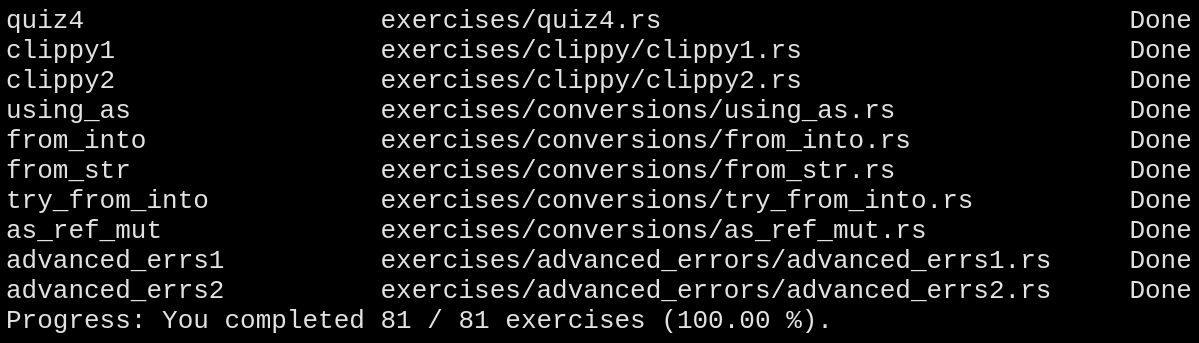 quiz4 exercises/quiz4.rs Done
clippy1 exercises/clippy/clippy1.rs Done
clippy2 exercises/clippy/clippy2.rs Done
using_as exercises/conversions/using_as.rs Done
from_into exercises/conversions/from_into.rs Done
from_str exercises/conversions/from_str.rs Done
try_from_into exercises/conversions/try_from_into.rs Done
as_ref_mut exercises/conversions/as_ref_mut.rs Done
advanced_errs1 exercises/advanced_errors/advanced_errs1.rs Done
advanced_errs2 exercises/advanced_errors/advanced_errs2.rs Done
Progress: You completed 81 / 81 exercises (100.00 %).